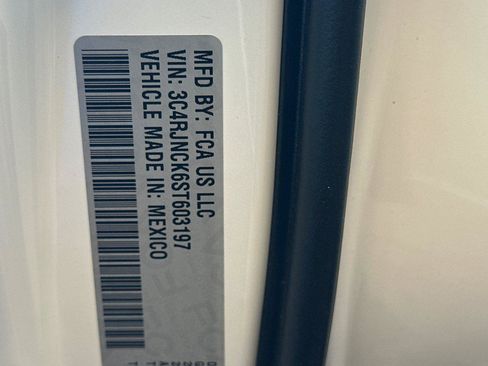 MFD BY: FCA US LLC
VIN: 3C4RJNCK6ST603197
VEHICLE MADE IN: MEXICO